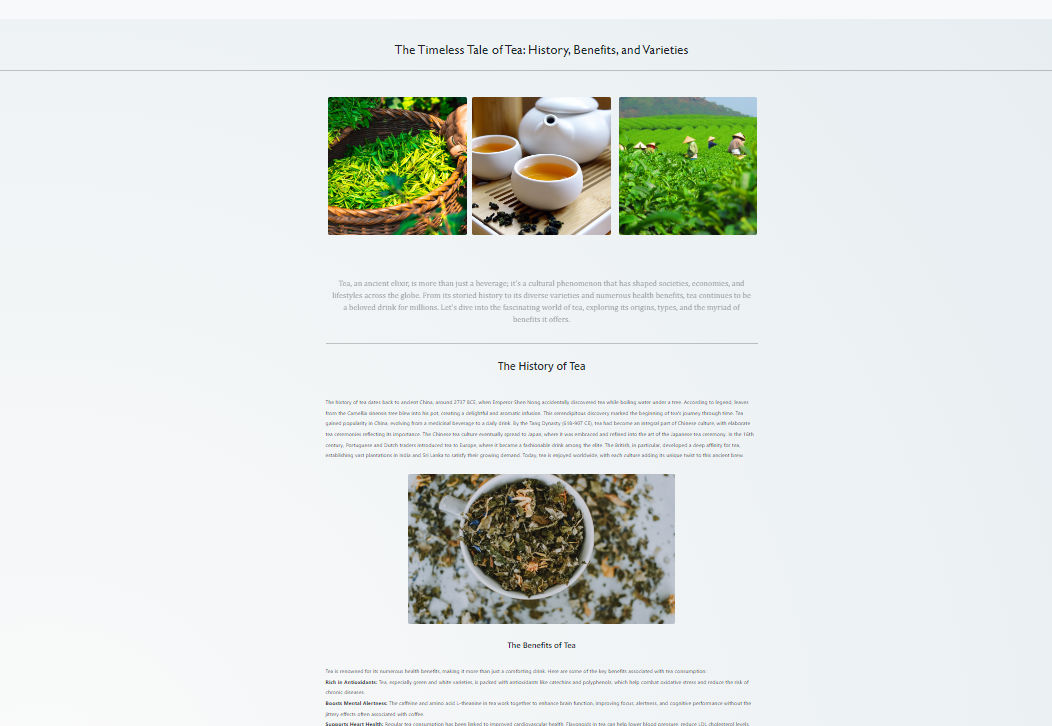 The Timeless Tale of Tea: History, Benefits, and Varieties
Tea, an ancient elixir, is more than just a beverage; it's a cultural phenomenon that has shaped societies, economies, and
lifestyles across the globe. From its storied history to its diverse varieties and numerous health benefits, tea continues to be
a beloved drink for millions. Let's dive into the fascinating world of tea, exploring its origins, types, and the myriad of
benefits it offers.
The History of Tea
The history of tea dates back to ancient China, around 2737 BCE, when Emperor Shen Nong accidentally discovered tea while boiling water under a tree. According to legend, leaves
from the Camellia sinensis tree blew into his pot, creating a delightful and aromatic infusion. This serendipitous discovery marked the beginning of tea's journey through time. Tea
gained popularity in China, evolving from a medicinal beverage to a daily drink. By the Tang Dynasty (618-907 CE), tea had become an integral part of Chinese culture, with elaborate
tea ceremonies reflecting its importance. The Chinese tea culture eventually spread to Japan, where it was embraced and refined into the art of the Japanese tea ceremony. In the 16th
century, Portuguese and Dutch traders introduced tea to Europe, where it became a fashionable drink among the elite. The British, in particular, developed a deep affinity for tea,
establishing vast plantations in India and Sri Lanka to satisfy their growing demand. Today, tea is enjoyed worldwide, with each culture adding its unique twist to this ancient brew.
The Benefits of Tea
Tea is renowned for its numerous health benefits, making it more than just a comforting drink. Here are some of the key benefits associated with tea consumption:
Rich in Antioxidants: Tea, especially green and white varieties, is packed with antioxidants like catechins and polyphenols, which help combat oxidative stress and reduce the risk of
chronic diseases.
Boosts Mental Alertness: The caffeine and amino acid L-theanine in tea work together to enhance brain function, improving focus, alertness, and cognitive performance without the
jittery effects often associated with coffee.
Supports Heart Health: Regular tea consumption has been linked to improved cardiovascular health. Flavonoids in tea can help lower blood pressure, reduce LDL cholesterol levels,